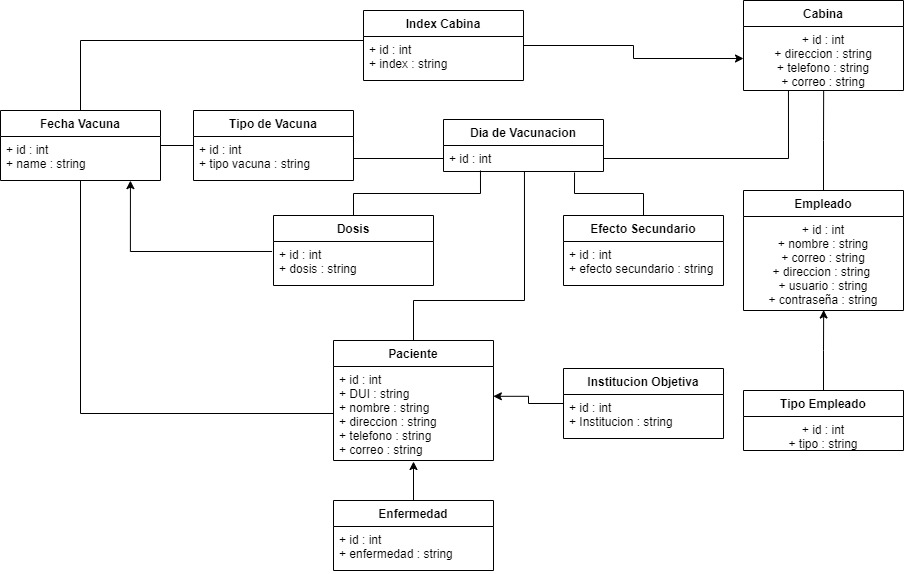 Index Cabina
+ id : int
+ index : string
Cabina
+ id : int
+ direccion : string
+ telefono : string
+ correo : string
Fecha Vacuna
+ id : int
+ name : string
Tipo de Vacuna
+ id : int
+ tipo vacuna : string
Dia de Vacunacion
+ id : int
Dosis
+ id : int
+ dosis : string
Efecto Secundario
+ id : int
+ efecto secundario : string
Empleado
+ id : int
+ nombre : string
+ correo : string
+ direccion : string
+ usuario : string
+ contraseña : string
Paciente
+ id : int
+ DUI : string
+ nombre : string
+ direccion : string
+ telefono : string
+ correo : string
Institucion Objetiva
+ id : int
+ Institucion : string
Tipo Empleado
+ id : int
+ tipo : string
Enfermedad
+ id : int
+ enfermedad : string